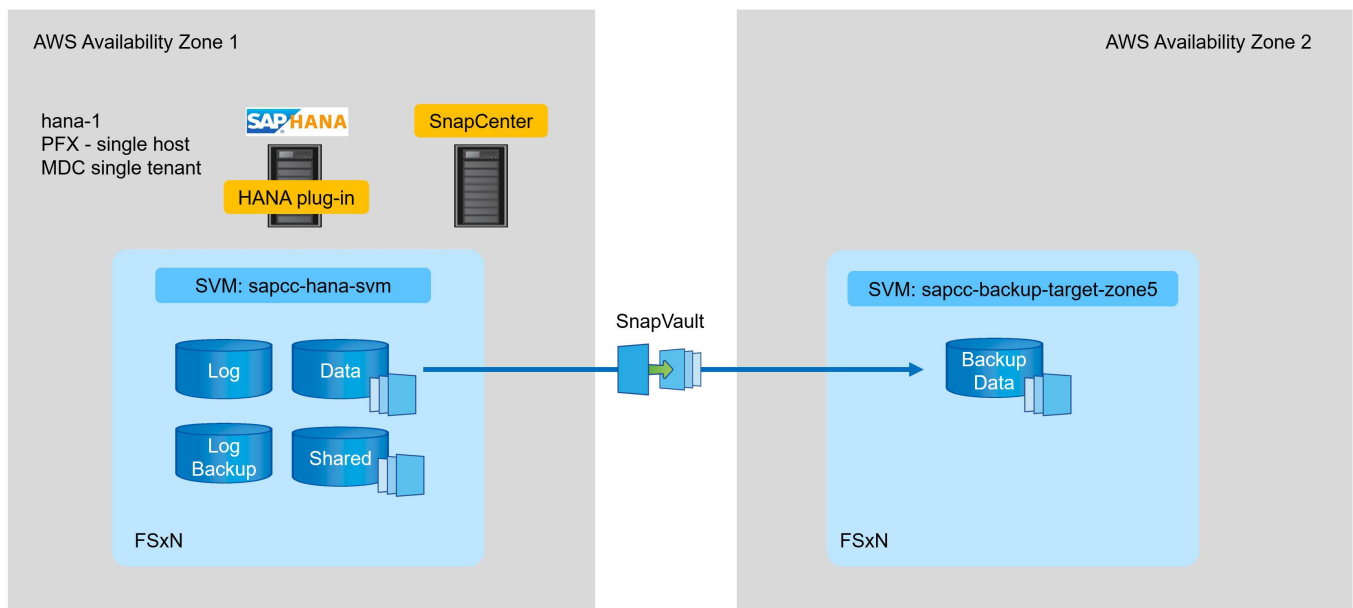 AWS Availability Zone 1
AWS Availability Zone 2
hana-1
PFX - single host
MDC single tenant
SAP HANA
SnapCenter
HANA plug-in
SVM: sapcc-hana-svm
SVM: sapcc-backup-target-zone5
SnapVault
Log
Data
Backup
Data
Log
Backup
Shared
FSxN
FSxN